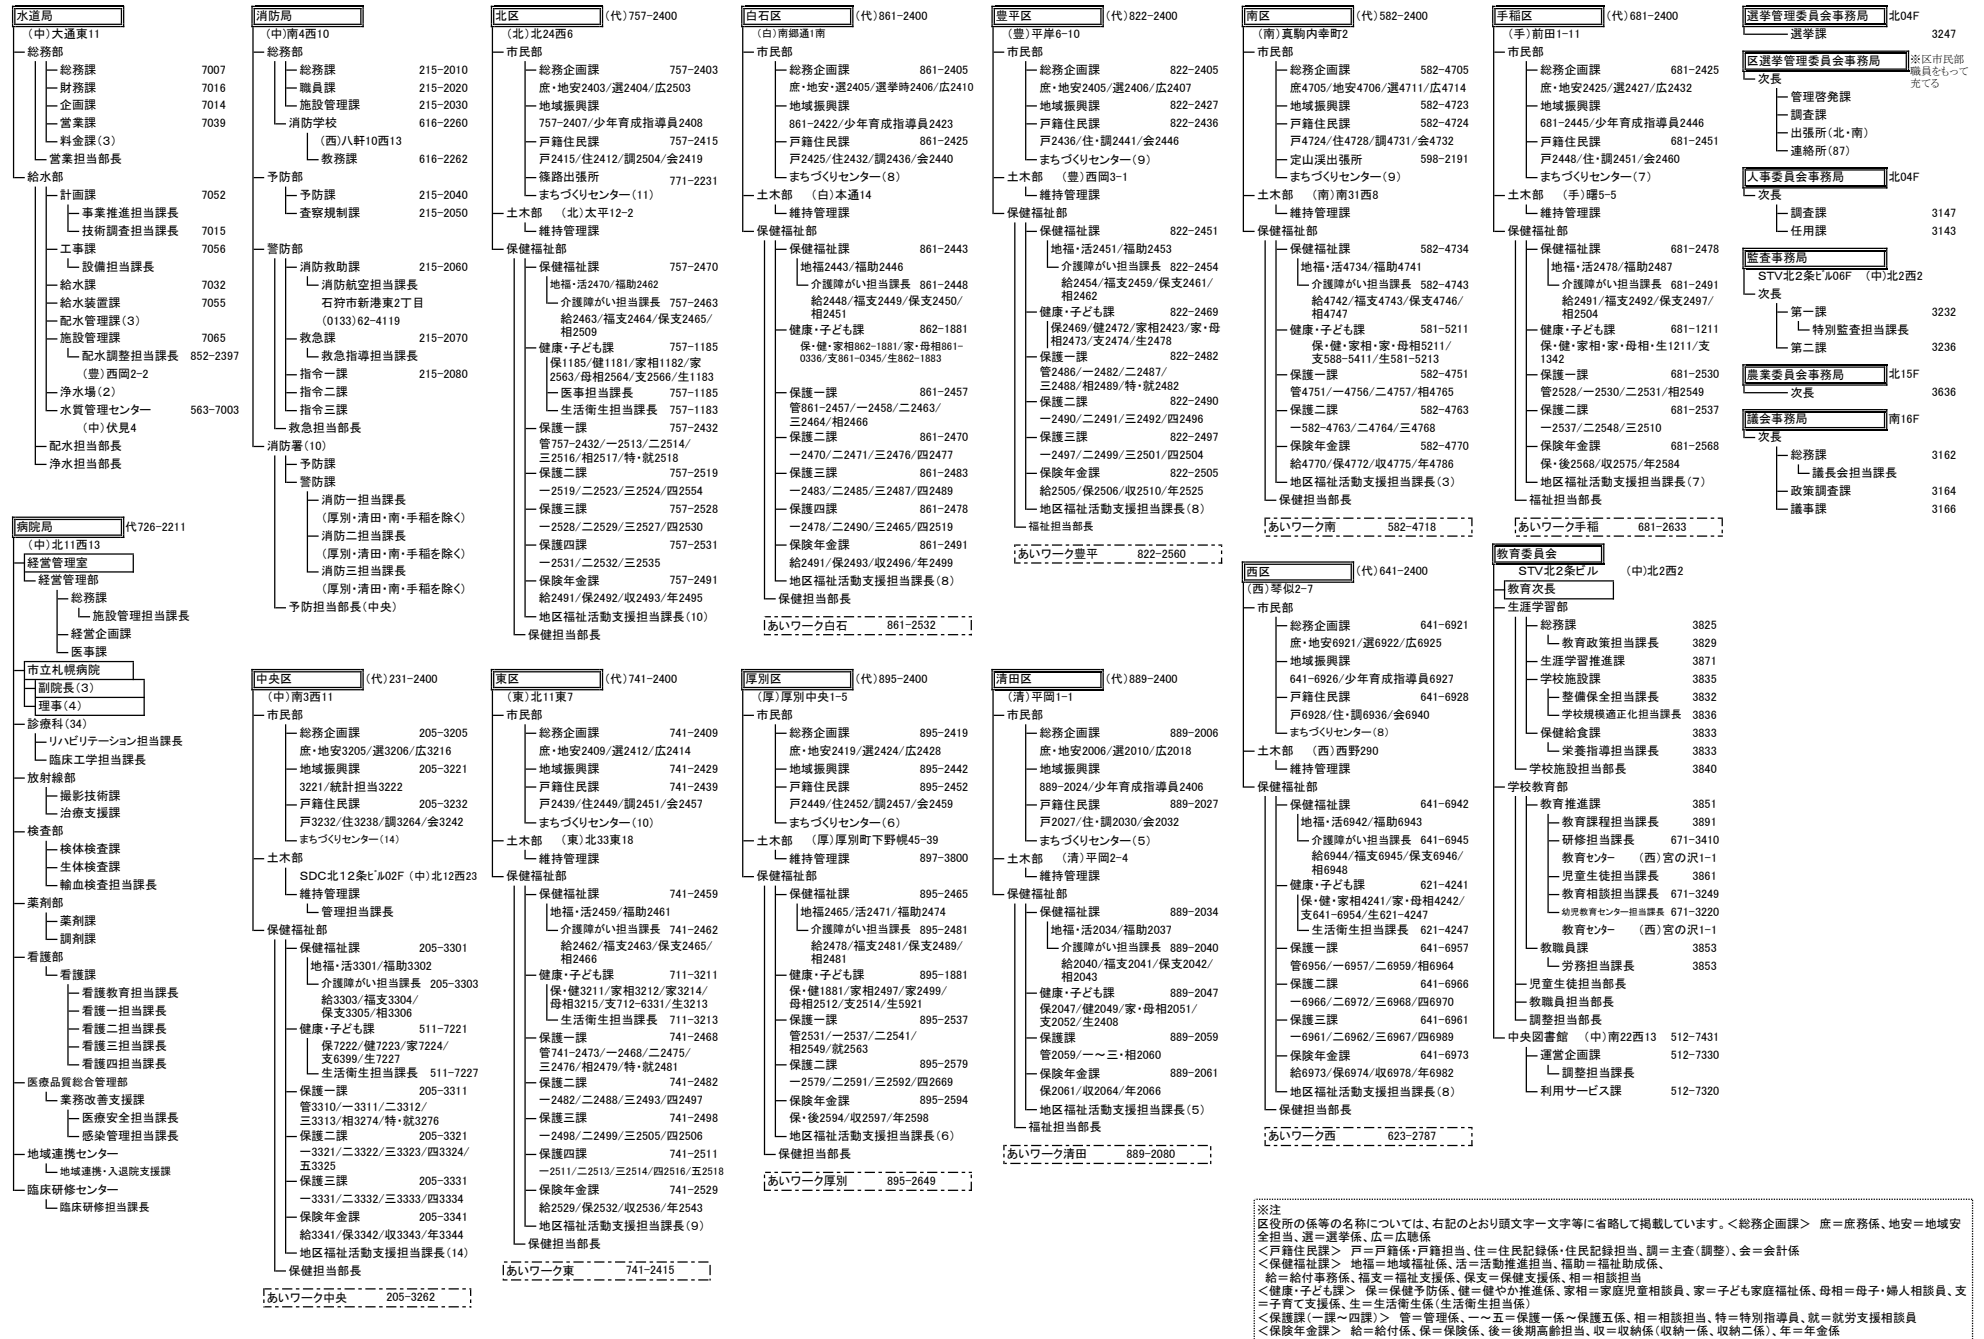 水道局
(中)大通東11
総務部
総務課 7007
財務課 7016
企画課 7014
営業課 7039
料金課(3)
営業担当部長
給水部
計画課 7052
事業推進担当課長
技術調査担当課長 7015
工事課 7056
設備担当課長
給水課 7032
給水装置課 7055
配水管理課(3)
施設管理課 7065
配水調整担当課長 852-2397
(豊)西岡2-2
浄水場(2)
水質管理センター 563-7003
(中)伏見4
配水担当部長
浄水担当部長
病院局 代726-2211
(中)北11西13
経営管理室
経営管理部
総務課
施設管理担当課長
経営企画課
医事課
市立札幌病院
副院長(3)
理事(4)
診療科(34)
リハビリテーション担当課長
臨床工学担当課長
放射線部
撮影技術課
治療支援課
検査部
検体検査課
生体検査課
輸血検査担当課長
薬剤部
薬剤課
調剤課
看護部
看護課
看護教育担当課長
看護一担当課長
看護二担当課長
看護三担当課長
看護四担当課長
医療品質総合管理部
業務改善支援課
医療安全担当課長
感染管理担当課長
地域連携センター
地域連携・入退院支援課
臨床研修センター
臨床研修担当課長
消防局
(中)南4西10
総務部
総務課 215-2010
職員課 215-2020
施設管理課 215-2030
消防学校 616-2260
(西)八軒10西13
教務課 616-2262
予防部
予防課 215-2040
査察規制課 215-2050
警防部
消防救助課 215-2060
消防航空担当課長
石狩市新港東2丁目
(0133)62-4119
救急課 215-2070
救急指導担当課長
指令一課 215-2080
指令二課
指令三課
救急担当部長
消防署(10)
予防課
警防課
消防一担当課長
(厚別・清田・南・手稲を除く)
消防二担当課長
(厚別・清田・南・手稲を除く)
消防三担当課長
(厚別・清田・南・手稲を除く)
予防担当部長(中央)
中央区 (代)231-2400
(中)南3西11
市民部
総務企画課 205-3205
庶・地安3205/選3206/広3216
地域振興課 205-3221
3221/統計担当3222
戸籍住民課 205-3232
戸3232/住3238/調3264/会3242
まちづくりセンター(14)
土木部
SDC北12条ビル02F (中)北12西23
維持管理課
管理担当課長
保健福祉部
保健福祉課 205-3301
地福・活3301/福助3302
介護障がい担当課長 205-3303
給3303/福支3304/
保支3305/相3306
健康・子ども課 511-7221
保7222/健7223/家7224/
支6399/生7227
生活衛生担当課長 511-7227
保護一課 205-3311
管3310/一3311/二3312/
三3313/相3274/特・就3276
保護二課 205-3321
一3321/二3322/三3323/四3324/
五3325
保護三課 205-3331
一3331/二3332/三3333/四3334
保険年金課 205-3341
給3341/保3342/収3343/年3344
地区福祉活動支援担当課長(14)
保健担当部長
あいワーク中央 205-3262
北区 (代)757-2400
(北)北24西6
市民部
総務企画課 757-2403
庶・地安2403/選2404/広2503
地域振興課
757-2407/少年育成指導員2408
戸籍住民課 757-2415
戸2415/住2412/調2504/会2419
篠路出張所 771-2231
まちづくりセンター(11)
土木部 (北)太平12-2
維持管理課
保健福祉部
保健福祉課 757-2470
地福・活2470/福助2462
介護障がい担当課長 757-2463
給2463/福支2464/保支2465/
相2509
健康・子ども課 757-1185
保1185/健1181/家相1182/家
2563/母相2564/支2566/生1183
医事担当課長 757-1185
生活衛生担当課長 757-1183
保護一課 757-2432
管757-2432/一2513/二2514/
三2516/相2517/特・就2518
保護二課 757-2519
一2519/二2523/三2524/四2554
保護三課 757-2528
一2528/二2529/三2527/四2530
保護四課 757-2531
一2531/二2532/三2535
保険年金課 757-2491
給2491/保2492/収2493/年2495
地区福祉活動支援担当課長(10)
保健担当部長
東区 (代)741-2400
(東)北11東7
市民部
総務企画課 741-2409
庶・地安2409/選2412/広2414
地域振興課 741-2429
戸籍住民課 741-2439
戸2439/住2449/調2451/会2457
まちづくりセンター(10)
土木部 (東)北33東18
維持管理課
保健福祉部
保健福祉課 741-2459
地福・活2459/福助2461
介護障がい担当課長 741-2462
給2462/福支2463/保支2465/
相2466
健康・子ども課 711-3211
保・健3211/家相3212/家3214/
母相3215/支712-6331/生3213
生活衛生担当課長 711-3213
保護一課 741-2468
管741-2473/一2468/二2475/
三2476/相2479/特・就2481
保護二課 741-2482
一2482/二2488/三2493/四2497
保護三課 741-2498
一2498/二2499/三2505/四2506
保護四課 741-2511
一2511/二2513/三2514/四2516/五2518
保険年金課 741-2529
給2529/保2532/収2536/年2543
地区福祉活動支援担当課長(9)
保健担当部長
あいワーク東 741-2415
白石区 (代)861-2400
(白)南郷通1南
市民部
総務企画課 861-2405
庶・地安・選2405/選挙時2406/広2410
地域振興課
861-2422/少年育成指導員2423
戸籍住民課 861-2425
戸2425/住2432/調2436/会2440
まちづくりセンター(8)
土木部 (白)本通14
維持管理課
保健福祉部
保健福祉課 861-2443
地福2443/福助2446
介護障がい担当課長 861-2448
給2448/福支2449/保支2450/
相2451
健康・子ども課 862-1881
保・健・家相862-1881/家・母相861-
0336/支861-0345/生862-1883
保護一課 861-2457
管861-2457/一2458/二2463/
三2464/相2466
保護二課 861-2470
一2470/二2471/三2476/四2477
保護三課 861-2483
一2483/二2485/三2487/四2489
保護四課 861-2478
一2478/二2490/三2465/四2519
保険年金課 861-2491
給2491/保2493/収2496/年2499
地区福祉活動支援担当課長(8)
保健担当部長
あいワーク白石 861-2532
厚別区 (代)895-2400
(厚)厚別中央1-5
市民部
総務企画課 895-2419
庶・地安2419/選2424/広2428
地域振興課 895-2442
戸籍住民課 895-2452
戸2449/住2452/調2457/会2459
まちづくりセンター(6)
土木部 (厚)厚別町下野幌45-39
維持管理課 897-3800
保健福祉部
保健福祉課 895-2465
地福2465/活2471/福助2474
介護障がい担当課長 895-2481
給2478/福支2481/保支2489/
相2481
健康・子ども課 895-1881
保・健1881/家相2497/家2499/
母相2512/支2514/生5921
保護一課 895-2537
管2531/一2537/二2541/
相2549/就2563
保護二課 895-2579
一2579/二2591/三2592/四2669
保険年金課 895-2594
保・後2594/収2597/年2598
地区福祉活動支援担当課長(6)
保健担当部長
あいワーク厚別 895-2649
豊平区 (代)822-2400
(豊)平岸6-10
市民部
総務企画課 822-2405
庶・地安2405/選2406/広2407
地域振興課 822-2427
戸籍住民課 822-2436
戸2436/住・調2441/会2446
まちづくりセンター(9)
土木部 (豊)西岡3-1
維持管理課
保健福祉部
保健福祉課 822-2451
地福・活2451/福助2453
介護障がい担当課長 822-2454
給2454/福支2459/保支2461/
相2462
健康・子ども課 822-2469
保2469/健2472/家相2423/家・母
相2473/支2474/生2478
保護一課 822-2482
管2486/一2482/二2487/
三2488/相2489/特・就2482
保護二課 822-2490
一2490/二2491/三2492/四2496
保護三課 822-2497
一2497/二2499/三2501/四2504
保険年金課 822-2505
給2505/保2506/収2510/年2525
地区福祉活動支援担当課長(8)
福祉担当部長
あいワーク豊平 822-2560
清田区 (代)889-2400
(清)平岡1-1
市民部
総務企画課 889-2006
庶・地安2006/選2010/広2018
地域振興課
889-2024/少年育成指導員2406
戸籍住民課 889-2027
戸2027/住・調2030/会2032
まちづくりセンター(5)
土木部 (清)平岡2-4
維持管理課
保健福祉部
保健福祉課 889-2034
地福・活2034/福助2037
介護障がい担当課長 889-2040
給2040/福支2041/保支2042/
相2043
健康・子ども課 889-2047
保2047/健2049/家・母相2051/
支2052/生2408
保護課 889-2059
管2059/一～三・相2060
保険年金課 889-2061
保2061/収2064/年2066
地区福祉活動支援担当課長(5)
福祉担当部長
あいワーク清田 889-2080
南区 (代)582-2400
(南)真駒内幸町2
市民部
総務企画課 582-4705
庶4705/地安4706/選4711/広4714
地域振興課 582-4723
戸籍住民課 582-4724
戸4724/住4728/調4731/会4732
定山渓出張所 598-2191
まちづくりセンター(9)
土木部 (南)南31西8
維持管理課
保健福祉部
保健福祉課 582-4734
地福・活4734/福助4741
介護障がい担当課長 582-4743
給4742/福支4743/保支4746/
相4747
健康・子ども課 581-5211
保・健・家相・家・母相5211/
支588-5411/生581-5213
保護一課 582-4751
管4751/一4756/二4757/相4765
保護二課 582-4763
一582-4763/二4764/三4768
保険年金課 582-4770
給4770/保4772/収4775/年4786
地区福祉活動支援担当課長(3)
保健担当部長
あいワーク南 582-4718
西区 (代)641-2400
(西)琴似2-7
市民部
総務企画課 641-6921
庶・地安6921/選6922/広6925
地域振興課
641-6926/少年育成指導員6927
戸籍住民課 641-6928
戸6928/住・調6936/会6940
まちづくりセンター(8)
土木部 (西)西野290
維持管理課
保健福祉部
保健福祉課 641-6942
地福・活6942/福助6943
介護障がい担当課長 641-6945
給6944/福支6945/保支6946/
相6948
健康・子ども課 621-4241
保・健・家相4241/家・母相4242/
支641-6954/生621-4247
生活衛生担当課長 621-4247
保護一課 641-6957
管6956/一6957/二6959/相6964
保護二課 641-6966
一6966/二6972/三6968/四6970
保護三課 641-6961
一6961/二6962/三6967/四6989
保険年金課 641-6973
給6973/保6974/収6978/年6982
地区福祉活動支援担当課長(8)
保健担当部長
あいワーク西 623-2787
手稲区 (代)681-2400
(手)前田1-11
市民部
総務企画課 681-2425
庶・地安2425/選2427/広2432
地域振興課
681-2445/少年育成指導員2446
戸籍住民課 681-2451
戸2448/住・調2451/会2460
まちづくりセンター(7)
土木部 (手)曙5-5
維持管理課
保健福祉部
保健福祉課 681-2478
地福・活2478/福助2487
介護障がい担当課長 681-2491
給2491/福支2492/保支2497/
相2504
健康・子ども課 681-1211
保・健・家相・家・母相・生1211/支
1342
保護一課 681-2530
管2528/一2530/二2531/相2549
保護二課 681-2537
一2537/二2548/三2510
保険年金課 681-2568
保・後2568/収2575/年2584
地区福祉活動支援担当課長(7)
福祉担当部長
あいワーク手稲 681-2633
教育委員会
STV北2条ビル (中)北2西2
教育次長
生涯学習部
総務課 3825
教育政策担当課長 3829
生涯学習推進課 3871
学校施設課 3835
整備保全担当課長 3832
学校規模適正化担当課長 3836
保健給食課 3833
栄養指導担当課長 3833
学校施設担当部長 3840
学校教育部
教育推進課 3851
教育課程担当課長 3891
研修担当課長 671-3410
教育センター (西)宮の沢1-1
児童生徒担当課長 3861
教育相談担当課長 671-3249
幼児教育センター担当課長 671-3220
教育センター (西)宮の沢1-1
教職員課 3853
労務担当課長 3853
児童生徒担当部長
教職員担当部長
調整担当部長
中央図書館 (中)南22西13 512-7431
運営企画課 512-7330
調整担当課長
利用サービス課 512-7320
選挙管理委員会事務局 北04F
選挙課 3247
区選挙管理委員会事務局 ※区市民部
職員をもって
充てる
次長
管理啓発課
調査課
出張所(北・南)
連絡所(87)
人事委員会事務局 北04F
次長
調査課 3147
任用課 3143
監査事務局
STV北2条ビル06F (中)北2西2
次長
第一課 3232
特別監査担当課長
第二課 3236
農業委員会事務局 北15F
次長 3636
議会事務局 南16F
次長
総務課 3162
議長会担当課長
政策調査課 3164
議事課 3166
※注
区役所の係等の名称については、右記のとおり頭文字一文字等に省略して掲載しています。＜総務企画課＞ 庶＝庶務係、地安＝地域安
全担当、選＝選挙係、広＝広聴係
＜戸籍住民課＞ 戸＝戸籍係・戸籍担当、住＝住民記録係・住民記録担当、調＝主査(調整)、会＝会計係
＜保健福祉課＞ 地福＝地域福祉係、活＝活動推進担当、福助＝福祉助成係、
給＝給付事務係、福支＝福祉支援係、保支＝保健支援係、相＝相談担当
＜健康・子ども課＞ 保＝保健予防係、健＝健やか推進係、家相＝家庭児童相談員、家＝子ども家庭福祉係、母相＝母子・婦人相談員、支
＝子育て支援係、生＝生活衛生係(生活衛生担当係)
＜保護課(一課～四課)＞ 管＝管理係、一～五＝保護一係～保護五係、相＝相談担当、特＝特別指導員、就＝就労支援相談員
＜保険年金課＞ 給＝給付係、保＝保険係、後＝後期高齢担当、収＝収納係(収納一係、収納二係)、年＝年金係